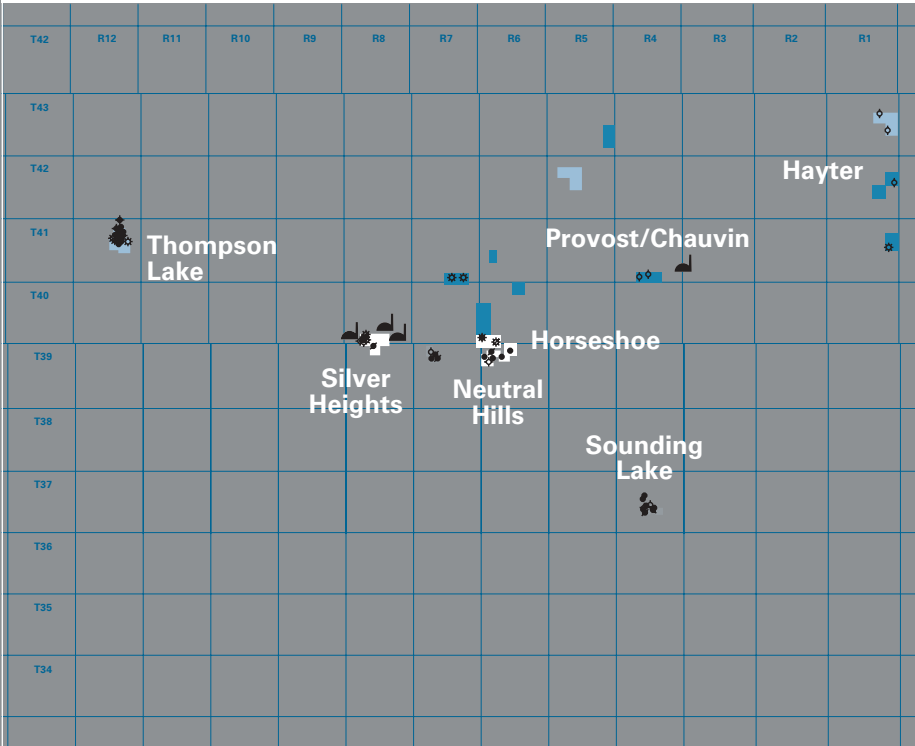 T42 R12 R11 R10 R9 R8 R7 R6 R5 R4 R3 R2 R1
T43
T42
Hayter
T41
Provost/Chauvin
Thompson
Lake
T40
Horseshoe
T39
Silver
Heights
Neutral
Hills
T38
Sounding
Lake
T37
T36
T35
T34